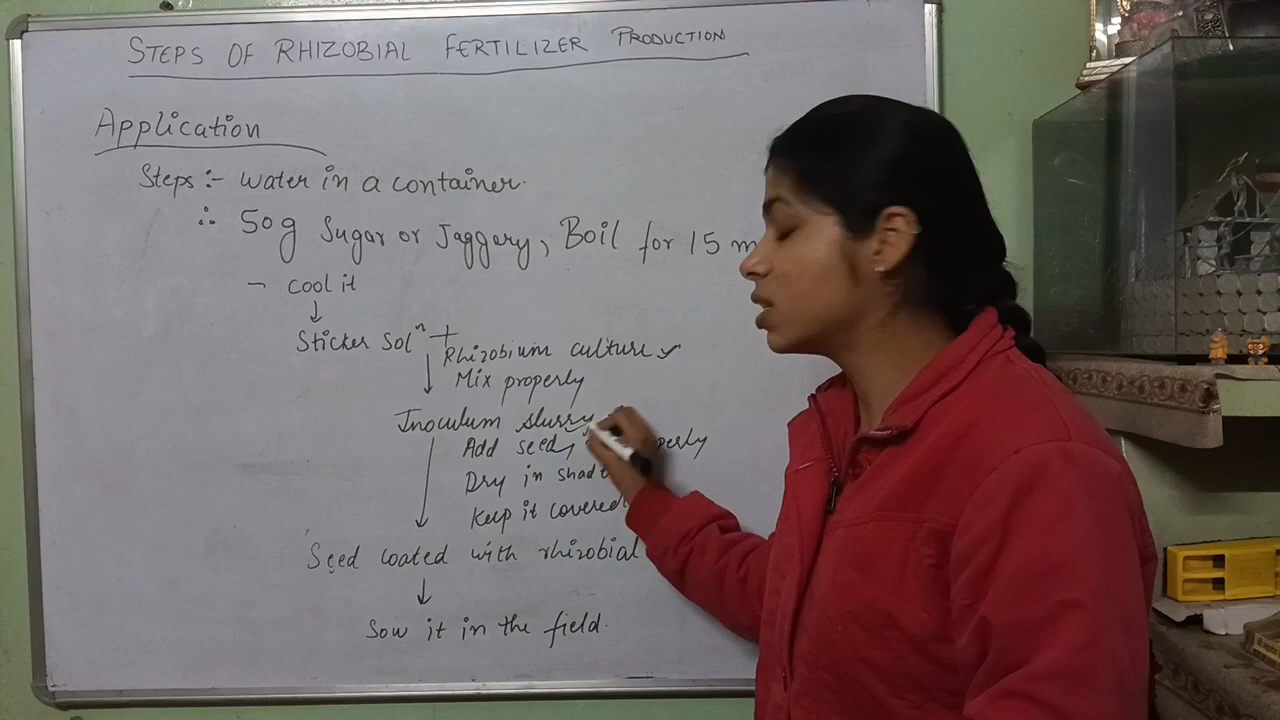 STEPS OF RHIZOBIAL FERTILIZER PRODUCTION
Application
Steps :- Water in a container.
∴ 50g Sugar or Jaggery, Boil for 15 m
- Cool it
↓
Sticker Solⁿ +
Rhizobium culture
↓ Mix properly
Inoculum slurry
Add seed, perly
Dry in shad
Keep it covered
↓
Seed coated with rhizobial
↓
Sow it in the field.